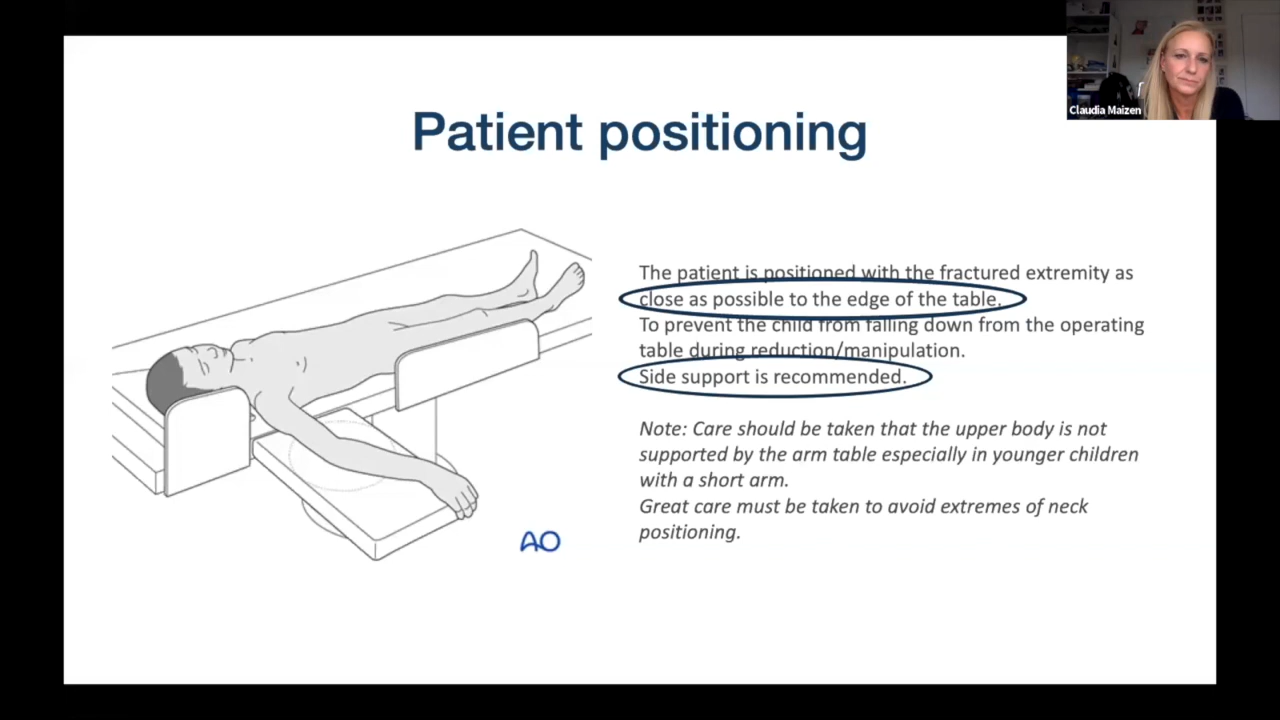 Claudia Maizen
Patient positioning
The patient is positioned with the fractured extremity as
close as possible to the edge of the table.
To prevent the child from falling down from the operating
table during reduction/manipulation.
Side support is recommended.
Note: Care should be taken that the upper body is not
supported by the arm table especially in younger children
with a short arm.
Great care must be taken to avoid extremes of neck
positioning.
AO